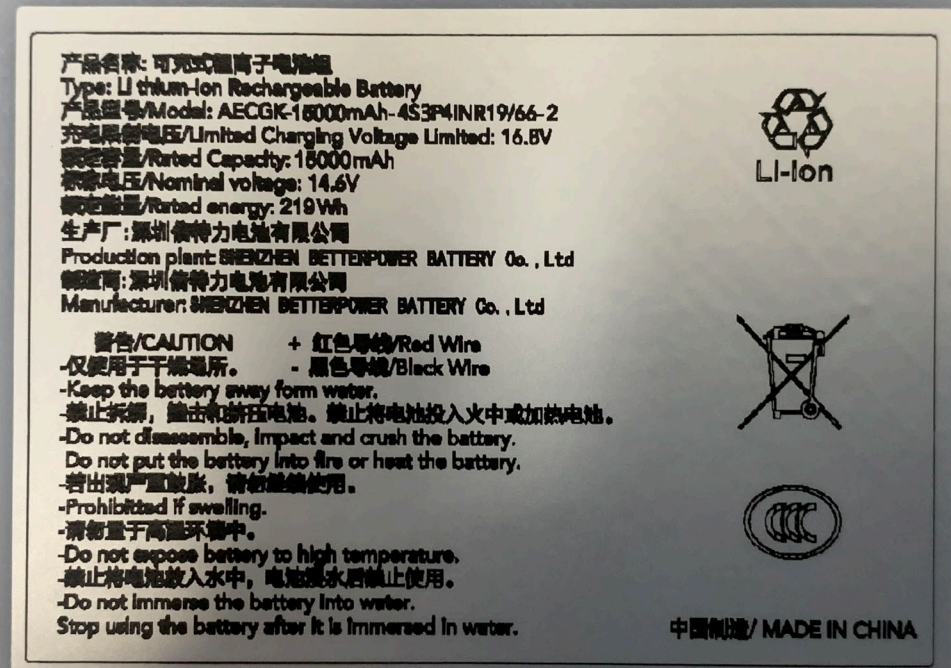 产品名称: 可充式锂离子电池组
Type: Li thium-ion Rechargeable Battery
产品型号/Model: AECGK-15000mAh-4S3P4INR19/66-2
充电限制电压/Limited Charging Voltage Limited: 16.8V
额定容量/Rated Capacity: 15000mAh
标称电压/Nominal voltage: 14.6V
额定能量/Rated energy: 219Wh
生产厂:深圳倍特力电池有限公司
Production plant: SHENZHEN BETTERPOWER BATTERY Co.,Ltd
制造商:深圳倍特力电池有限公司
Manufacturer: SHENZHEN BETTERPOWER BATTERY Co.,Ltd
警告/CAUTION + 红色导线/Red Wire
-仅使用于干燥场所。 - 黑色导线/Black Wire
-Keep the battery away form water.
-禁止拆解，撞击和挤压电池。禁止将电池投入火中或加热电池。
-Do not disassemble, impact and crush the battery.
Do not put the battery into fire or heat the battery.
-若出现严重鼓胀，请勿继续使用。
-Prohibitted if swelling.
-请勿置于高温环境中。
-Do not expose battery to high temperature.
-禁止将电池放入水中，电池浸水后禁止使用。
-Do not immerse the battery into water.
Stop using the battery after it is immersed in water.
Li-ion
CCC
中国制造/ MADE IN CHINA